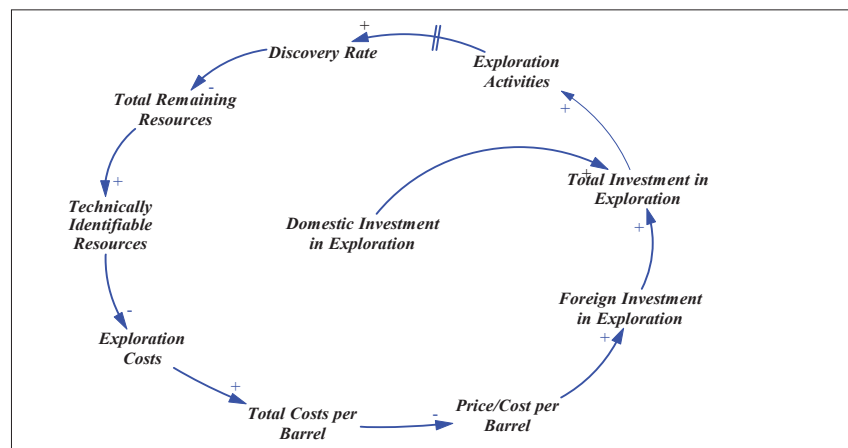 +
Discovery Rate
Exploration
Activities
-
Total Remaining
Resources
+
+
+
Total Investment in
Exploration
Technically
Identifiable
Resources
Domestic Investment
in Exploration
+
-
Foreign Investment
in Exploration
Exploration
Costs
+
+
-
Total Costs per
Barrel
Price/Cost per
Barrel